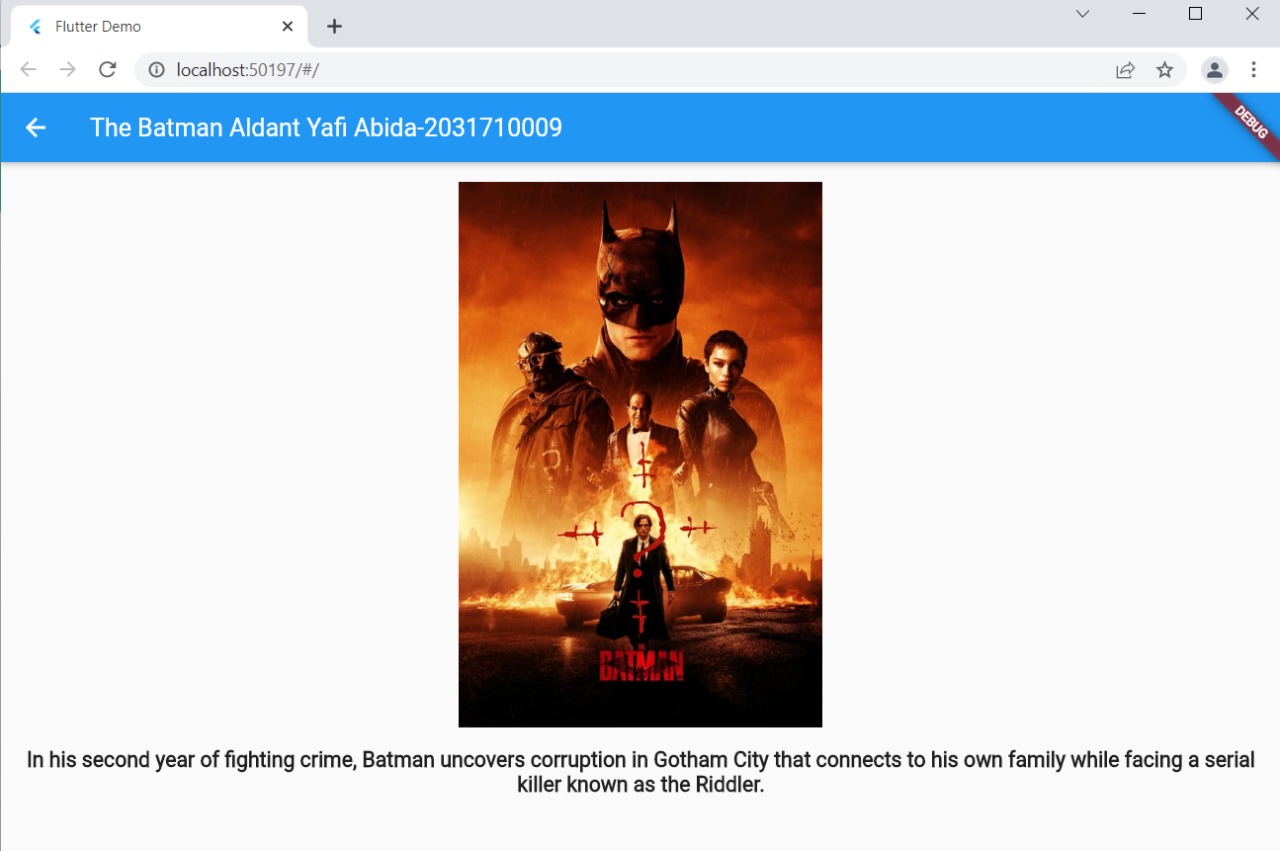 Flutter Demo
localhost:50197/#/
The Batman Aldant Yafi Abida-2031710009
DEBUG
BATMAN
In his second year of fighting crime, Batman uncovers corruption in Gotham City that connects to his own family while facing a serial
killer known as the Riddler.